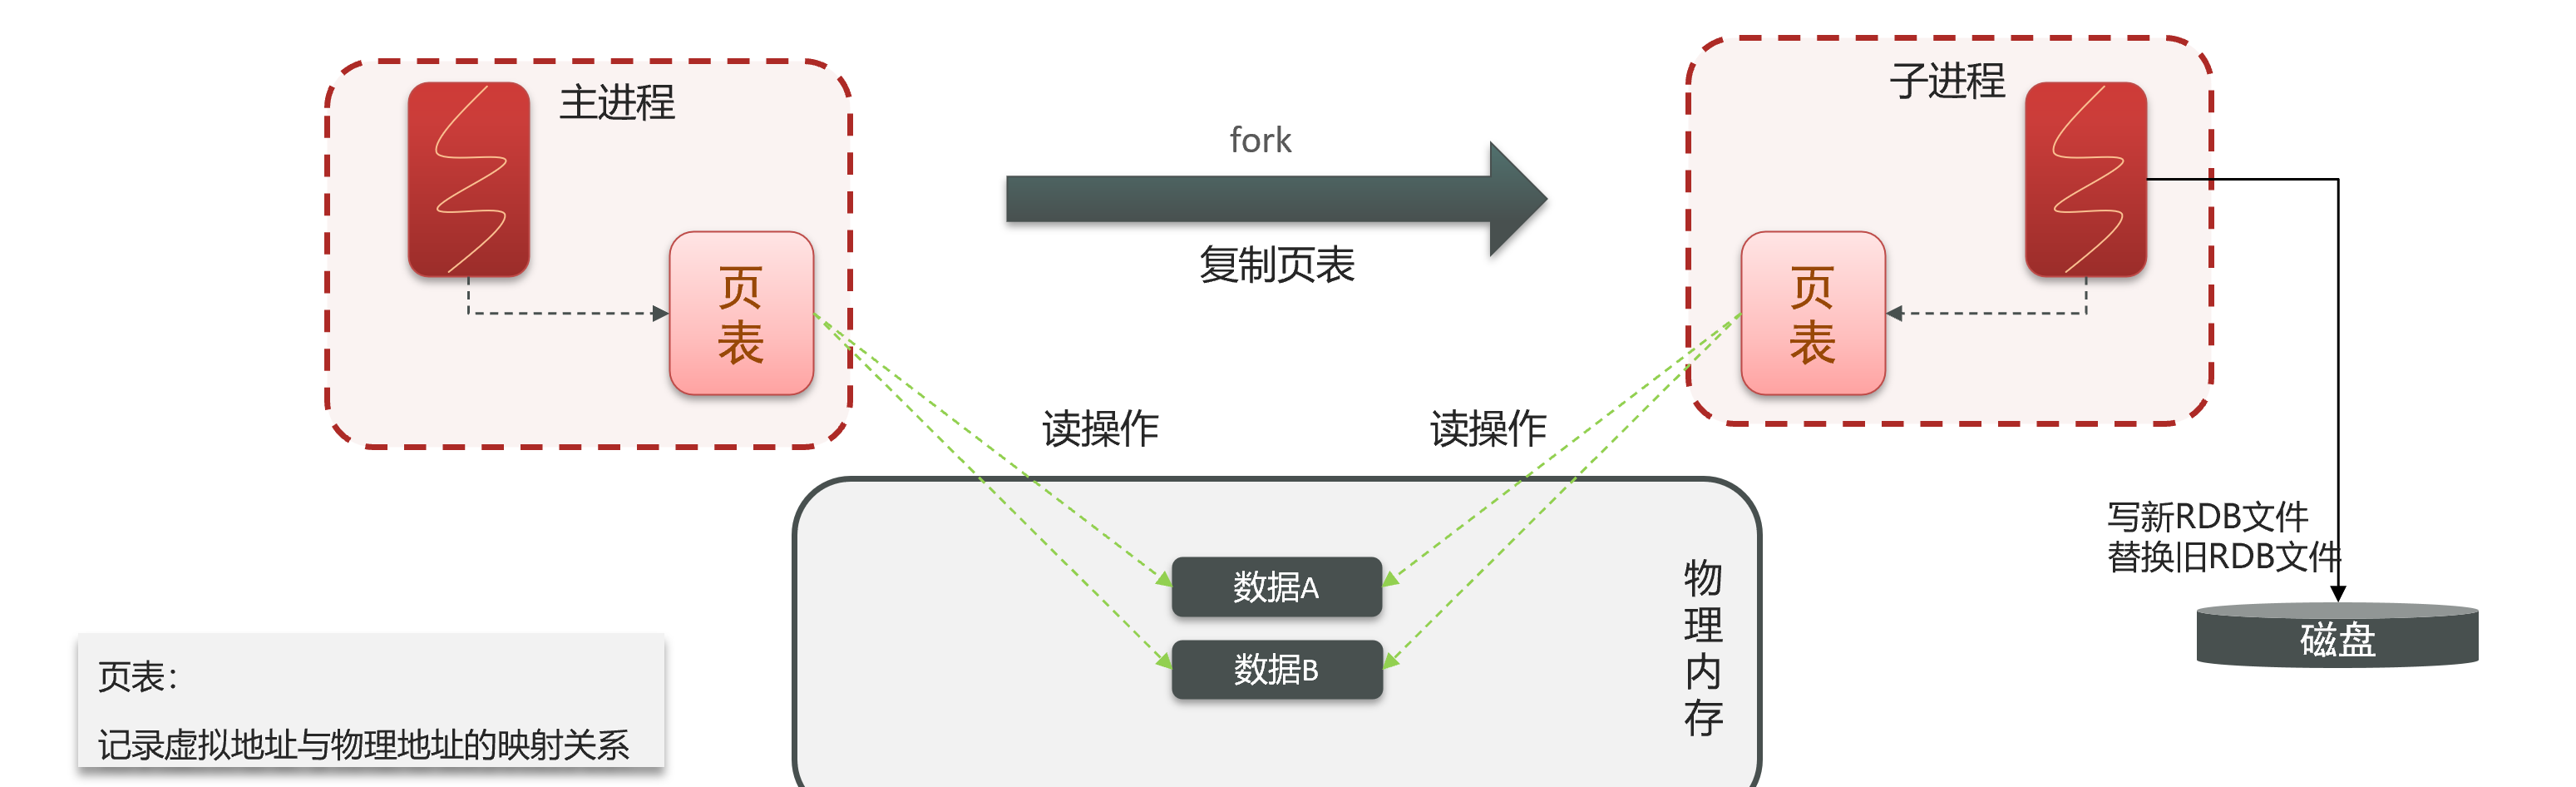 主进程
页表
fork
复制页表
子进程
页表
读操作
读操作
写新RDB文件
替换旧RDB文件
磁盘
数据A
数据B
物理内存
页表：
记录虚拟地址与物理地址的映射关系